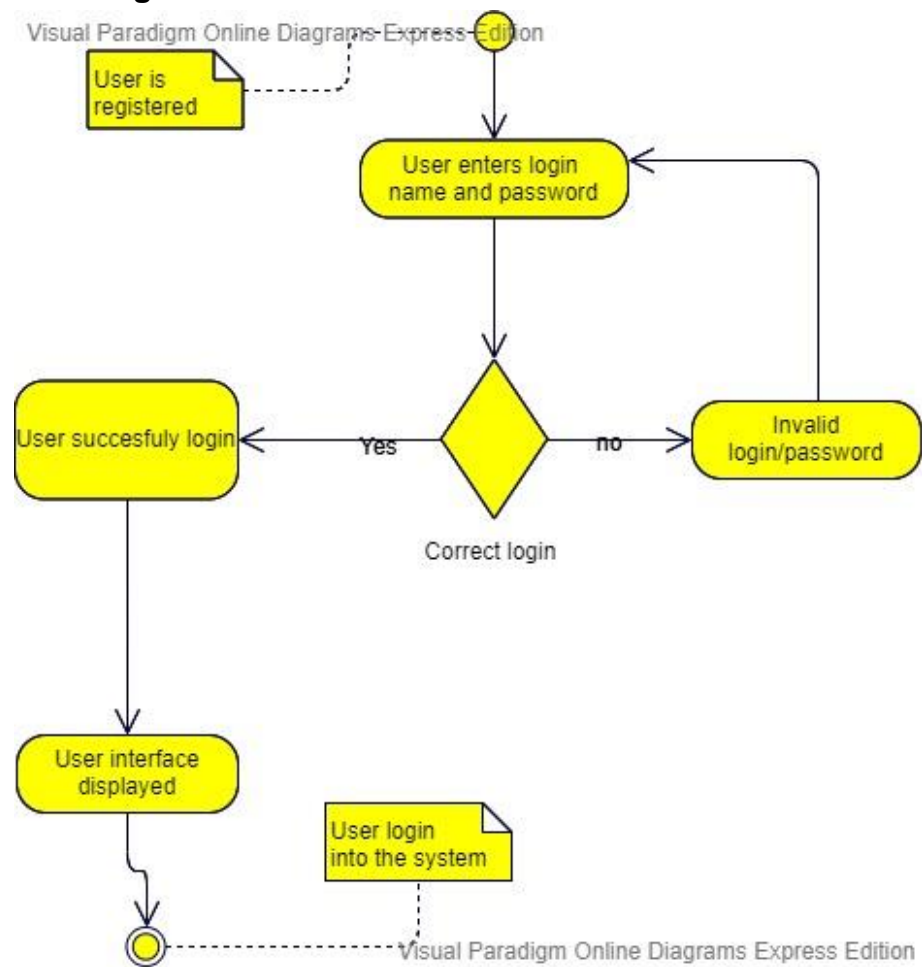 Visual Paradigm Online Diagrams Express Edition
User is
registered
User enters login
name and password
User succesfuly login
Yes
no
Invalid
login/password
Correct login
User interface
displayed
User login
into the system
Visual Paradigm Online Diagrams Express Edition